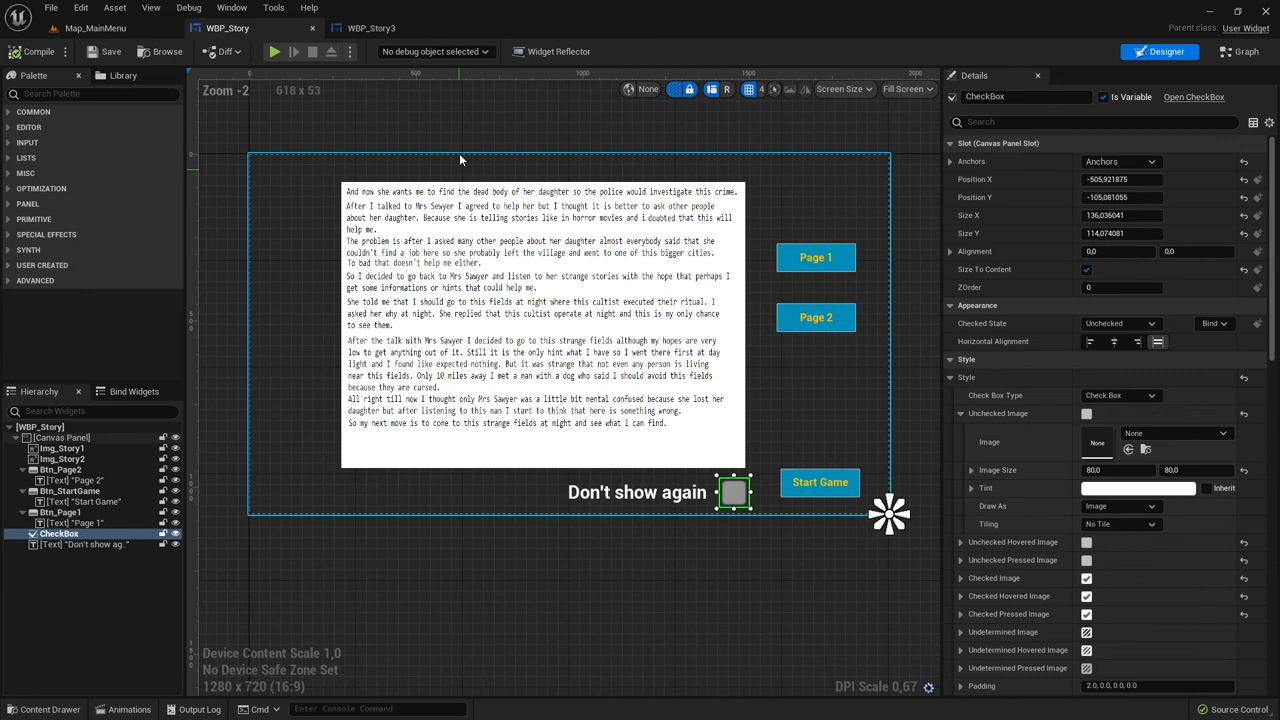 File Edit Asset View Debug Window Tools Help
Map_MainMenu
WBP_Story
WBP_Story3
Parent class: User Widget
Compile
Save
Browse
Diff
No debug object selected
Widget Reflector
Designer
Graph
Palette
Library
Search Palette
COMMON
EDITOR
INPUT
LISTS
MISC
OPTIMIZATION
PANEL
PRIMITIVE
SPECIAL EFFECTS
SYNTH
USER CREATED
ADVANCED
Hierarchy
Bind Widgets
Search Widgets
[WBP_Story]
[Canvas Panel]
Img_Story1
Img_Story2
Btn_Page2
[Text] "Page 2"
Btn_StartGame
[Text] "Start Game"
Btn_Page1
[Text] "Page 1"
CheckBox
[Text] "Don't show ag.."
0 500 1000 1500 2000
Zoom -2
618 x 53
None
R
4
Screen Size
Fill Screen
And now she wants me to find the dead body of her daughter so the police would investigate this crime.
After I talked to Mrs Sewyer I agreed to help her but I thought it is better to ask other people
about her daughter. Because she is telling stories like in horror movies and i doubted that this will
help me.
The problem is after I asked many other people about her daughter almost everybody said that she
couldn't find a job here so she probably left the village and went to one of this bigger cities.
To bad that doesn't help me either.
So I decided to go back to Mrs Sawyer and listen to her strange stories with the hope that perhaps I
get some informations or hints that could help me.
She told me that I should go to this fields at night where this cultist executed their ritual. I
asked her why at night. She replied that this cultist operate at night and this is my only chance
to see them.
After the talk with Mrs Sawyer I decided to go to this strange fields although my hopes are very
low to get anything out of it. Still it is the only hint what I have so I went there first at day
light and I found like expected nothing. But it was strange that not even any person is living
near this fields. Only 10 miles away I met a man with a dog who said I should avoid this fields
because they are cursed.
All right till now I thought only Mrs Sawyer was a little bit mental confused because she lost her
daughter but after listening to this man I start to think that here is something wrong.
So my next move is to come to this strange fields at night and see what I can find.
Page 1
Page 2
Don't show again
Start Game
Device Content Scale 1,0
No Device Safe Zone Set
1280 x 720 (16:9)
DPI Scale 0,67
Details
CheckBox
Is Variable
Open CheckBox
Search
Slot (Canvas Panel Slot)
Anchors
Anchors
Position X
-505,921875
Position Y
-105,081055
Size X
136,036041
Size Y
114,074081
Alignment
0,0
0,0
Size To Content
ZOrder
0
Appearance
Checked State
Unchecked
Bind
Horizontal Alignment
Style
Style
Check Box Type
Check Box
Unchecked Image
Image
None
None
Image Size
80,0
80,0
Tint
Inherit
Draw As
Image
Tiling
No Tile
Unchecked Hovered Image
Unchecked Pressed Image
Checked Image
Checked Hovered Image
Checked Pressed Image
Undetermined Image
Undetermined Hovered Image
Undetermined Pressed Image
Padding
2.0, 0.0, 0.0, 0.0
Content Drawer
Animations
Output Log
Cmd
Enter Console Command
Source Control